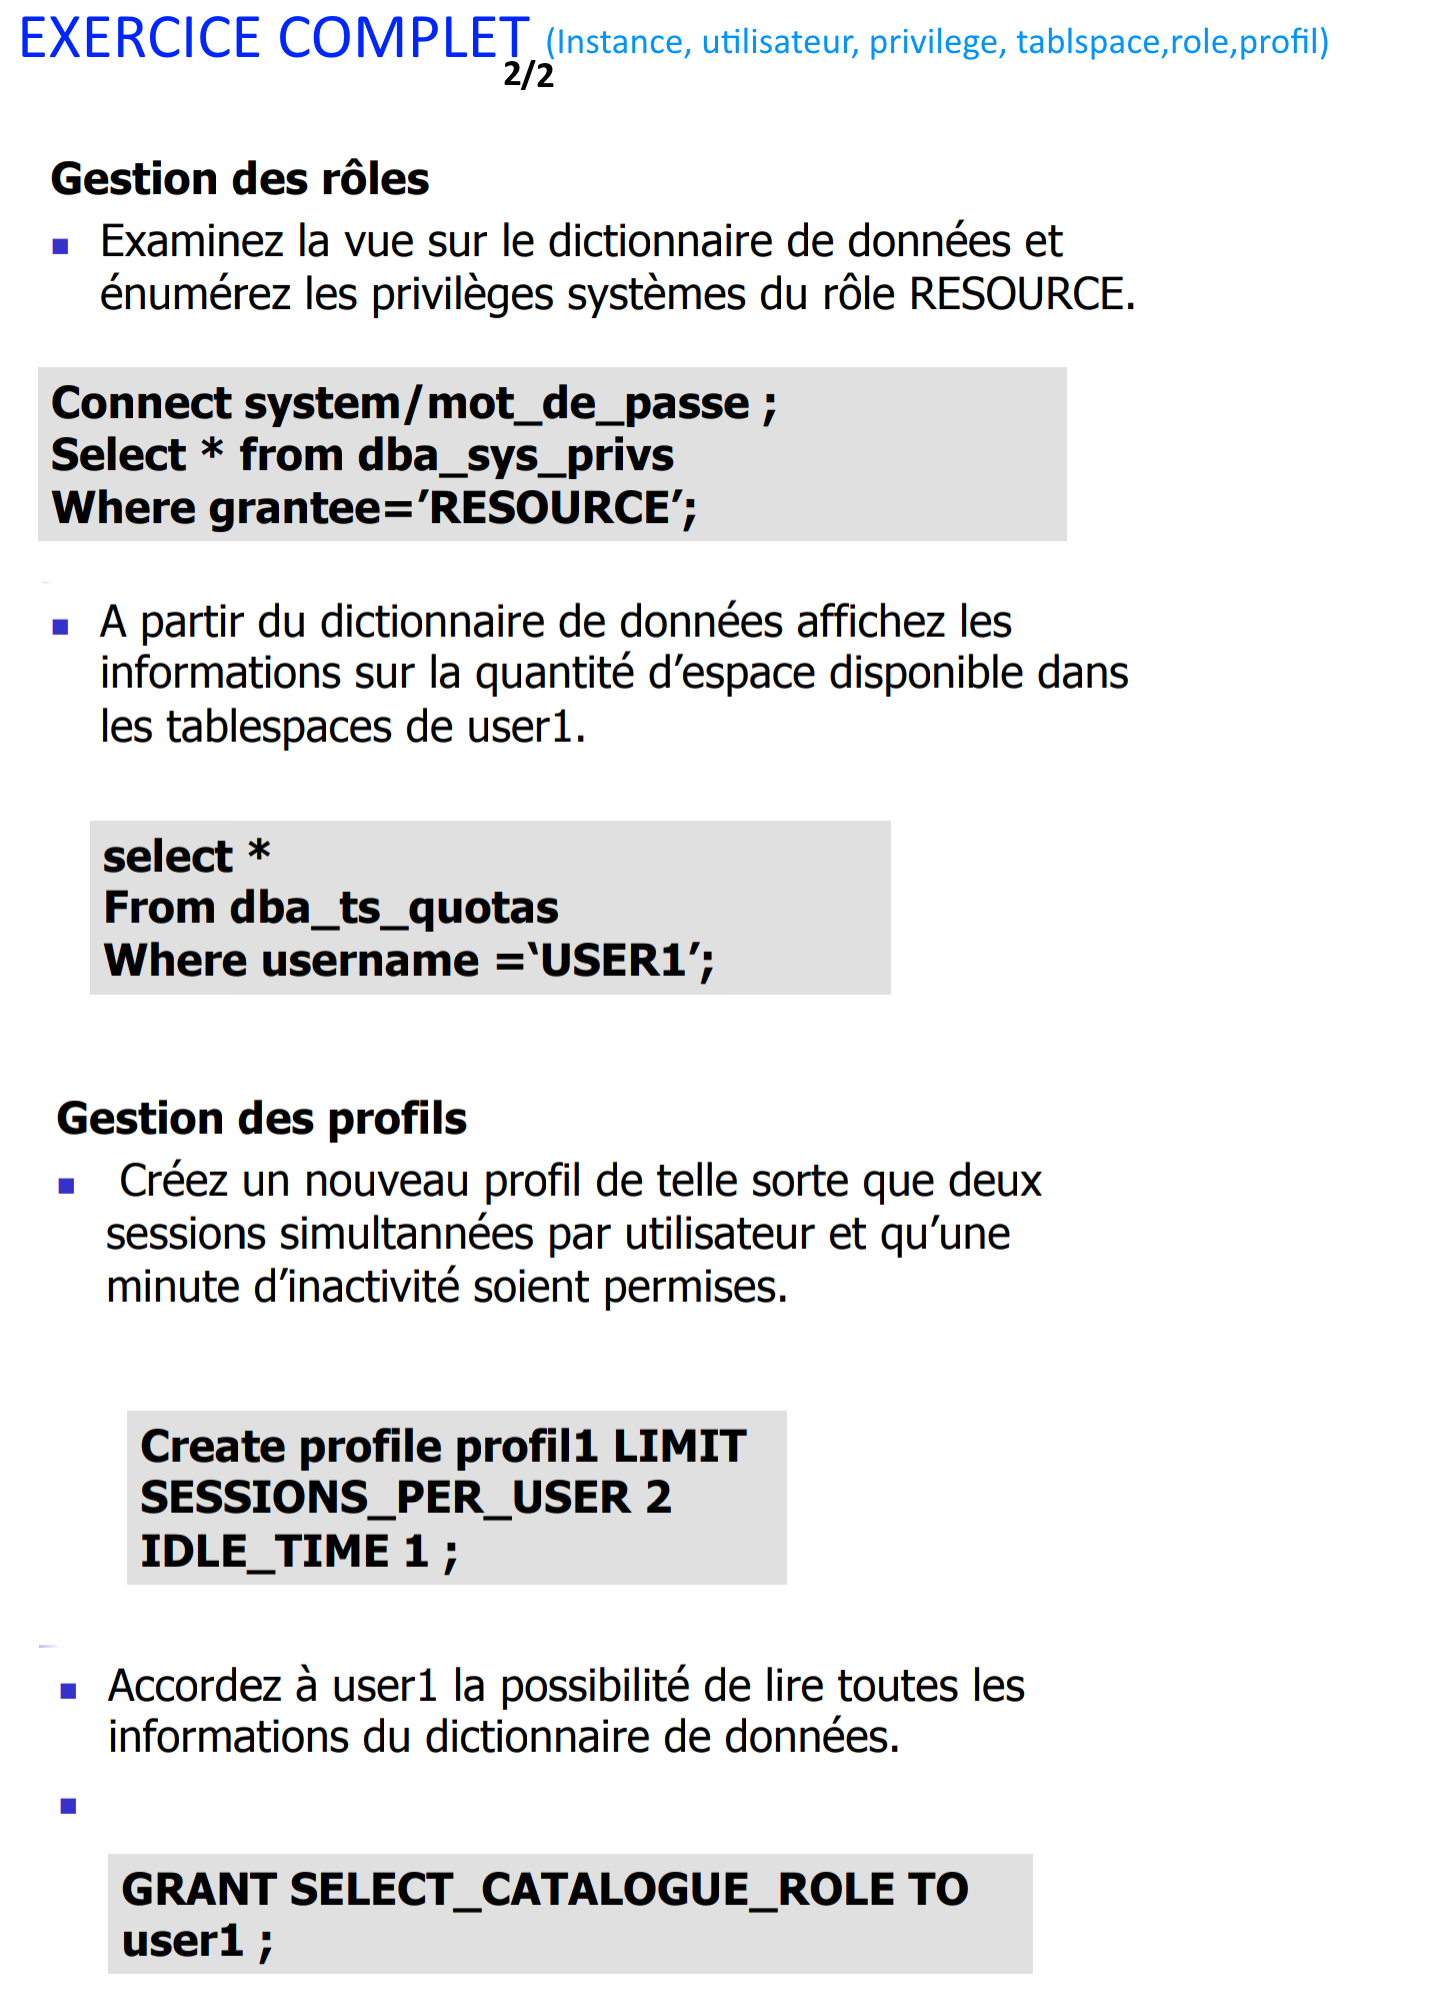 EXERCICE COMPLET (Instance, utilisateur, privilege, tablspace,role,profil)
2/2
Gestion des rôles
Examinez la vue sur le dictionnaire de données et
énumérez les privilèges systèmes du rôle RESOURCE.
Connect system/mot_de_passe ;
Select * from dba_sys_privs
Where grantee=’RESOURCE’;
A partir du dictionnaire de données affichez les
informations sur la quantité d’espace disponible dans
les tablespaces de user1.
select *
From dba_ts_quotas
Where username =‘USER1’;
Gestion des profils
Créez un nouveau profil de telle sorte que deux
sessions simultannées par utilisateur et qu’une
minute d’inactivité soient permises.
Create profile profil1 LIMIT
SESSIONS_PER_USER 2
IDLE_TIME 1 ;
Accordez à user1 la possibilité de lire toutes les
informations du dictionnaire de données.
GRANT SELECT_CATALOGUE_ROLE TO
user1 ;